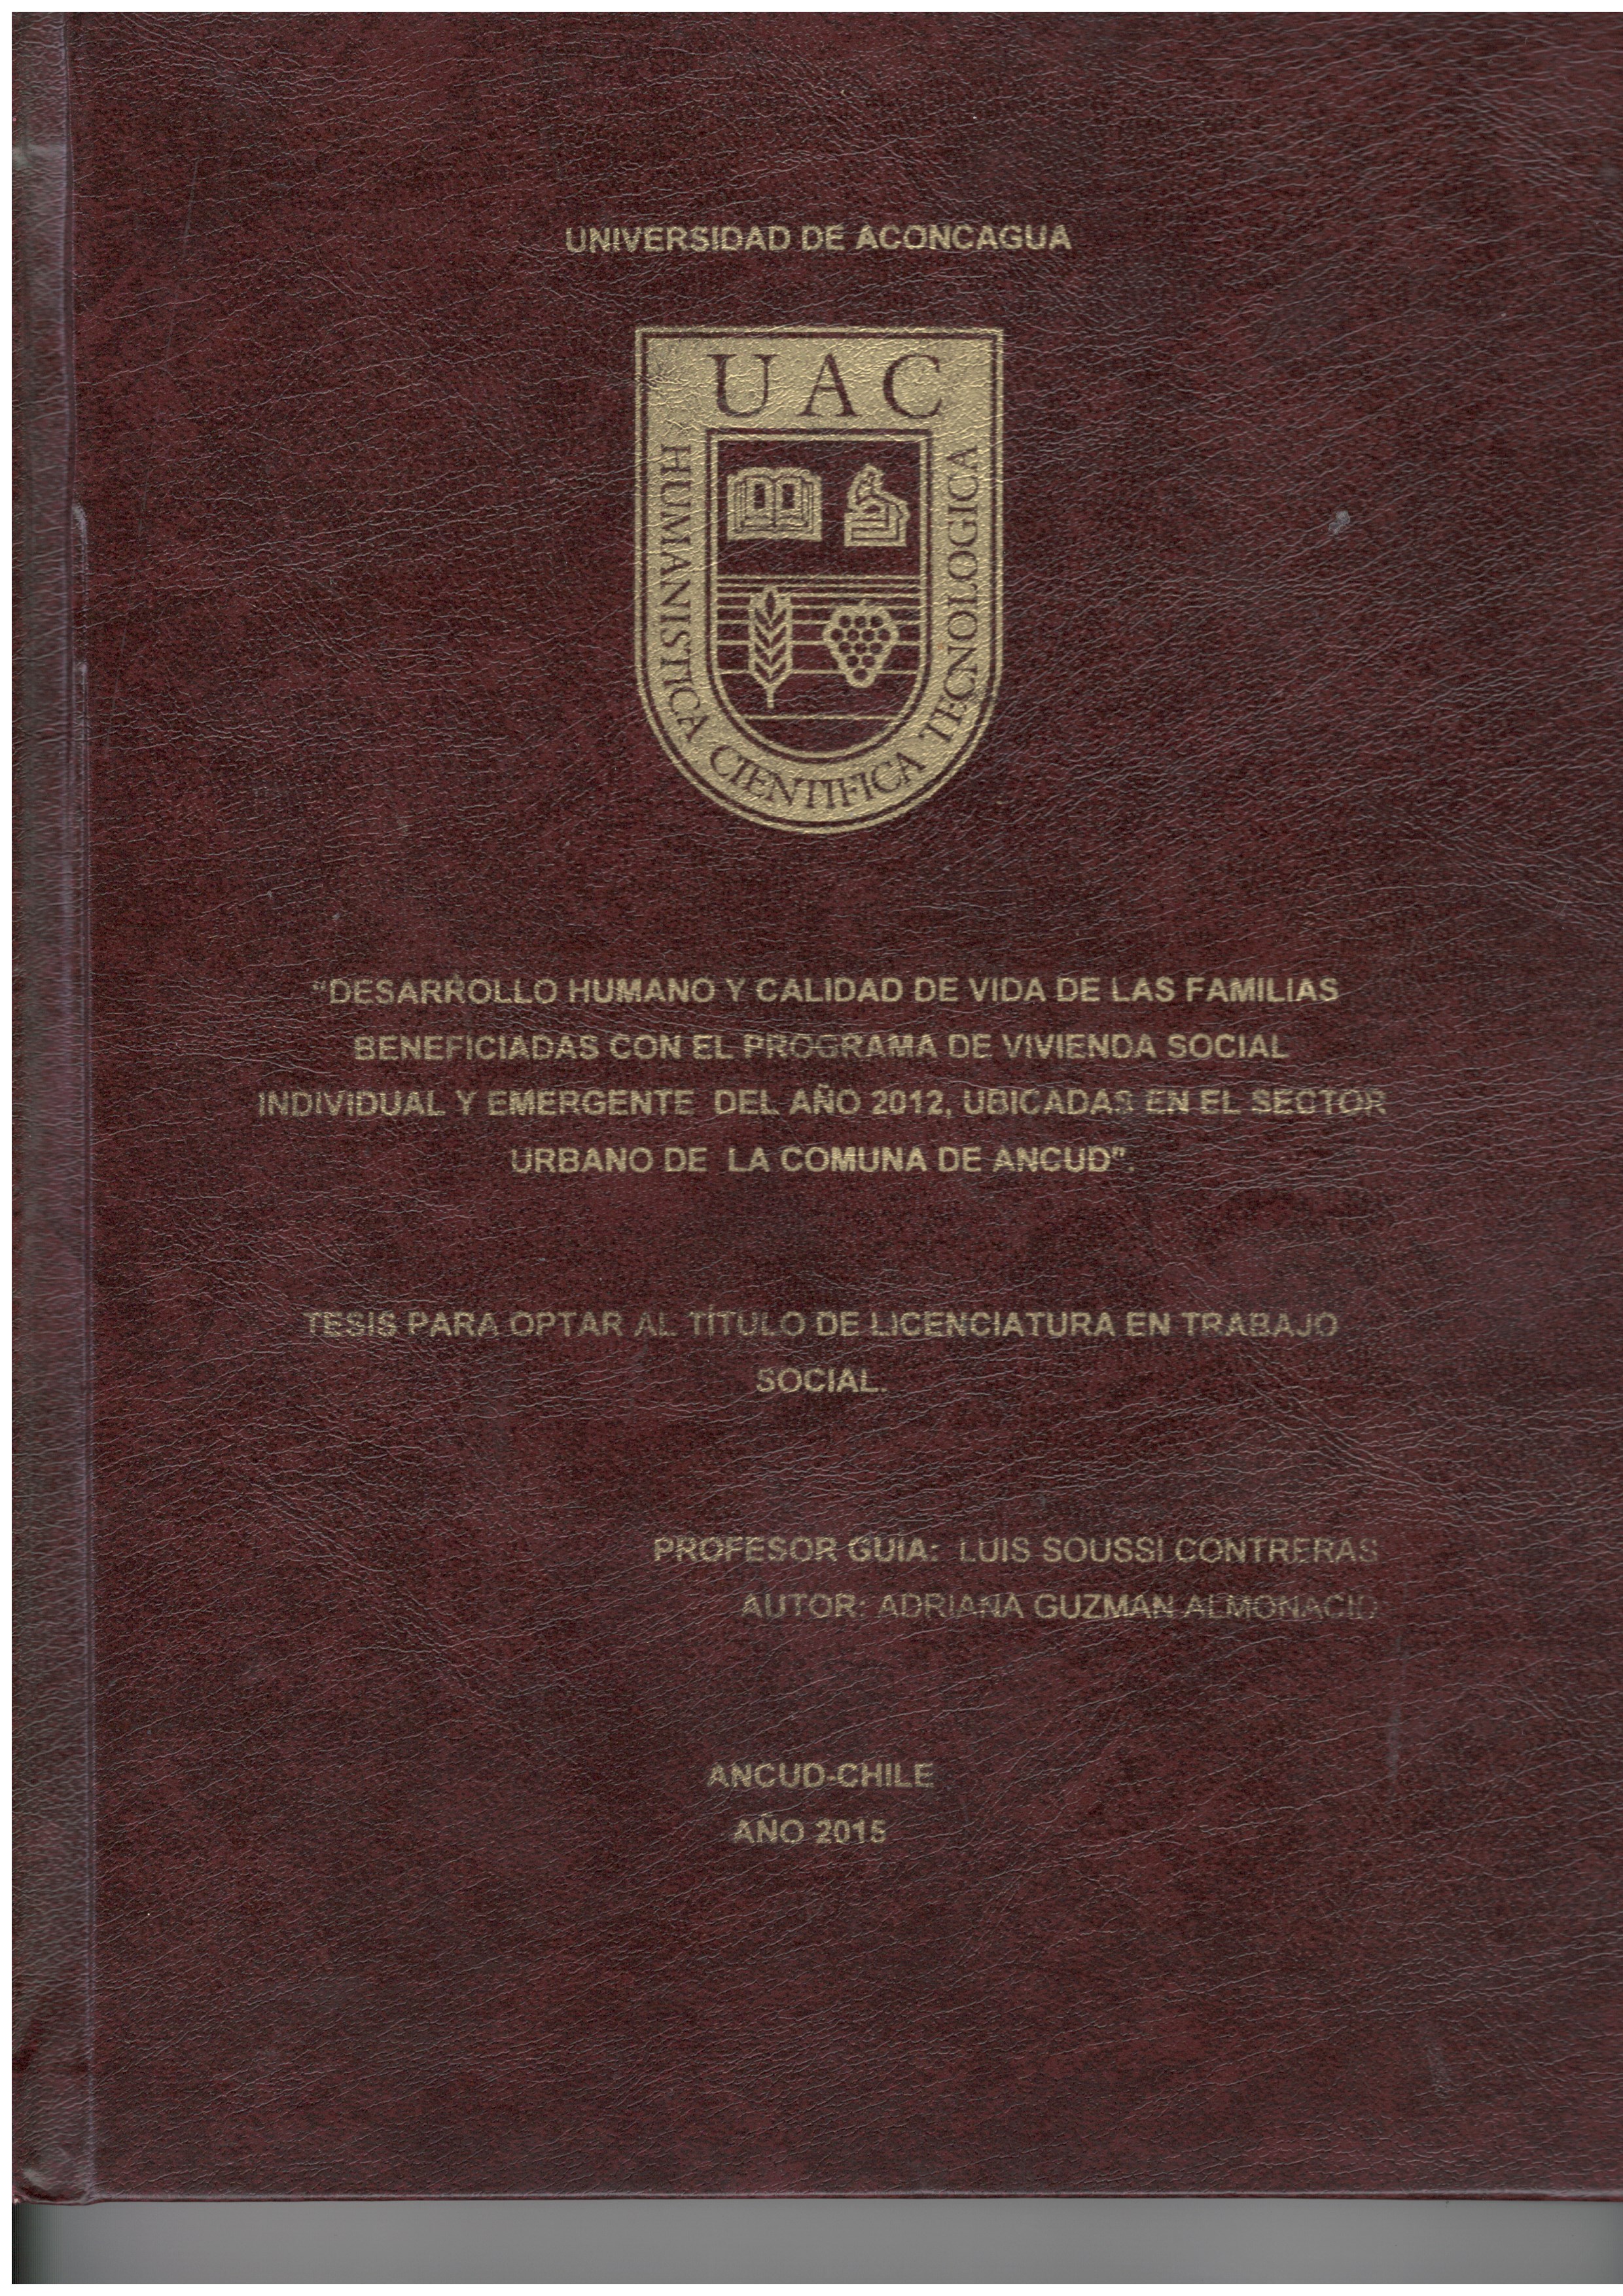 UNIVERSIDAD DE ACONCAGUA
UAC
HUMANISTICA CIENTIFICA TECNOLOGICA
“DESARROLLO HUMANO Y CALIDAD DE VIDA DE LAS FAMILIAS
BENEFICIADAS CON EL PROGRAMA DE VIVIENDA SOCIAL
INDIVIDUAL Y EMERGENTE DEL AÑO 2012, UBICADAS EN EL SECTOR
URBANO DE LA COMUNA DE ANCUD”.
TESIS PARA OPTAR AL TÍTULO DE LICENCIATURA EN TRABAJO
SOCIAL.
PROFESOR GUÍA: LUIS SOUSSI CONTRERAS
AUTOR: ADRIANA GUZMAN ALMONACID
ANCUD-CHILE
AÑO 2015